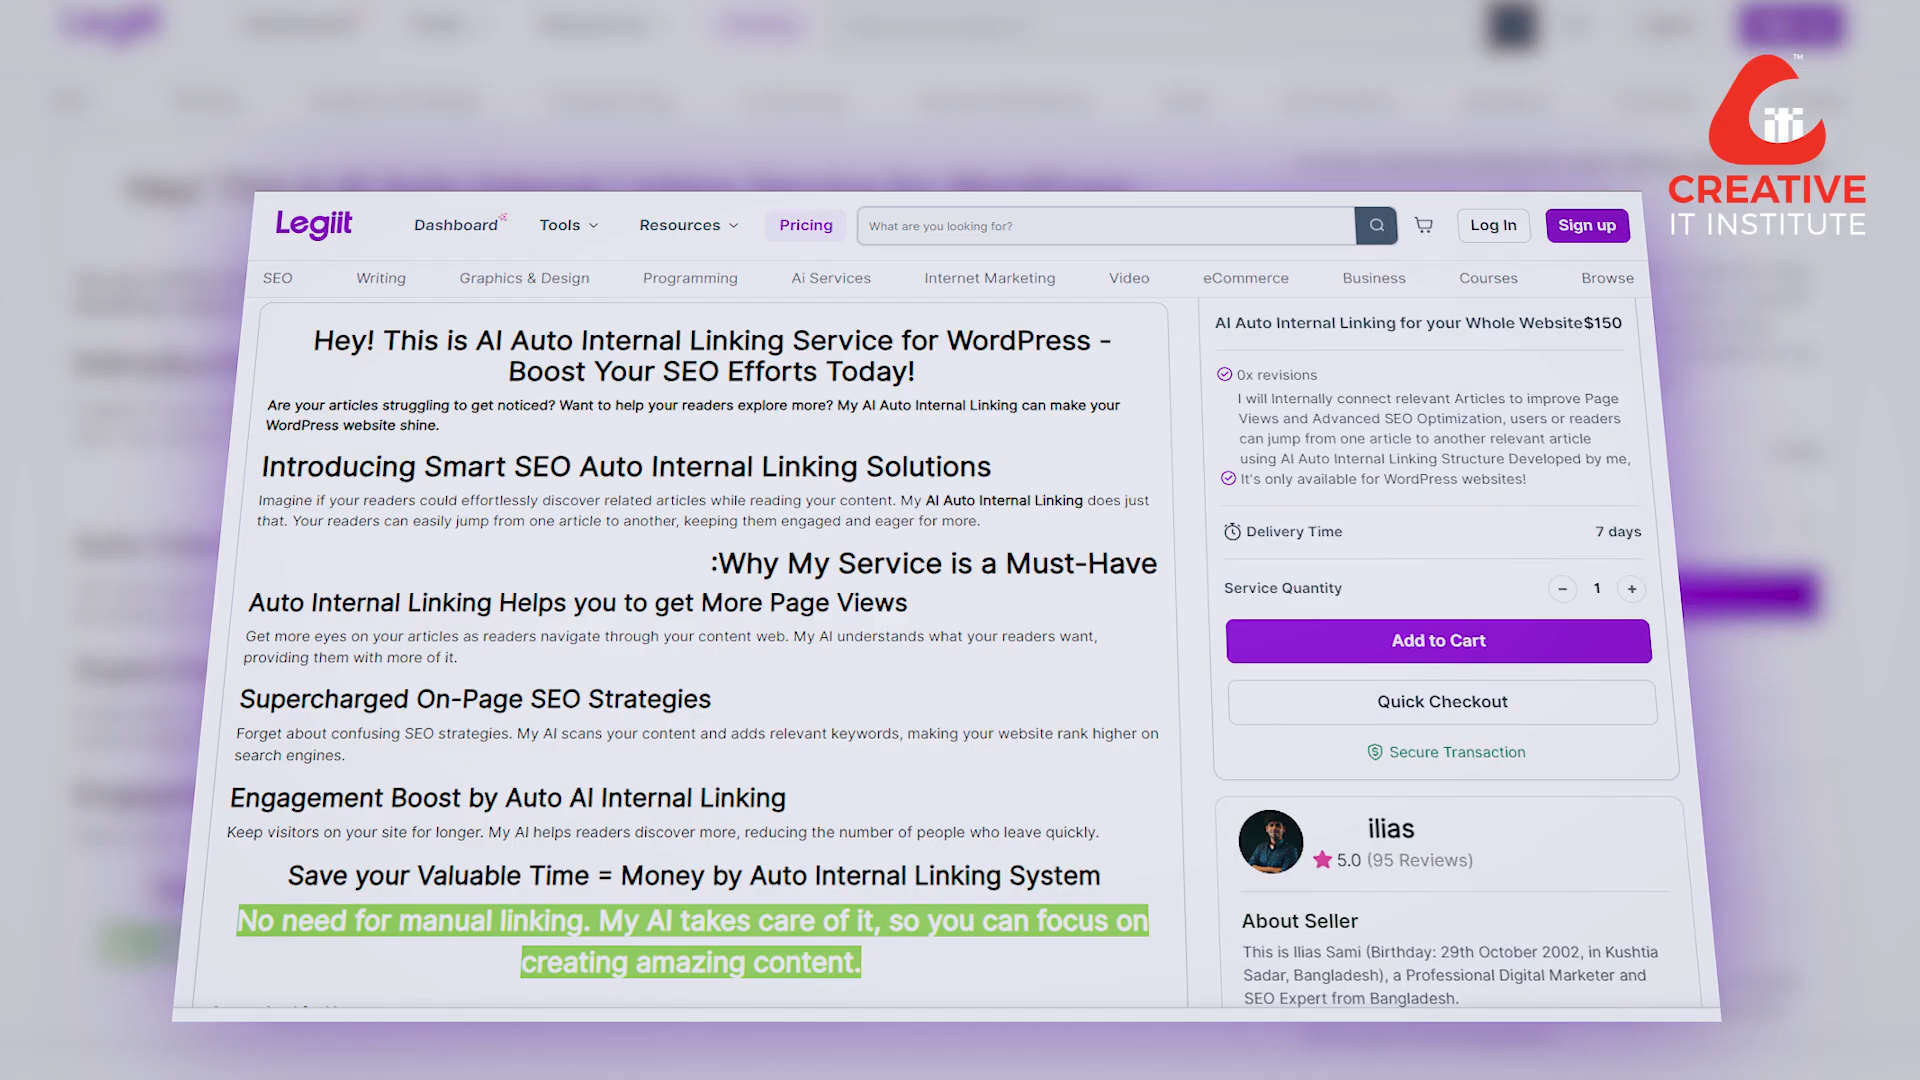 TM
CREATIVE
IT INSTITUTE
Legiit
Dashboard
Tools
Resources
Pricing
What are you looking for?
Log In
Sign up
SEO
Writing
Graphics & Design
Programming
Ai Services
Internet Marketing
Video
eCommerce
Business
Courses
Browse
Hey! This is AI Auto Internal Linking Service for WordPress -
Boost Your SEO Efforts Today!
Are your articles struggling to get noticed? Want to help your readers explore more? My AI Auto Internal Linking can make your
WordPress website shine.
Introducing Smart SEO Auto Internal Linking Solutions
Imagine if your readers could effortlessly discover related articles while reading your content. My AI Auto Internal Linking does just
that. Your readers can easily jump from one article to another, keeping them engaged and eager for more.
:Why My Service is a Must-Have
Auto Internal Linking Helps you to get More Page Views
Get more eyes on your articles as readers navigate through your content web. My AI understands what your readers want,
providing them with more of it.
Supercharged On-Page SEO Strategies
Forget about confusing SEO strategies. My AI scans your content and adds relevant keywords, making your website rank higher on
search engines.
Engagement Boost by Auto AI Internal Linking
Keep visitors on your site for longer. My AI helps readers discover more, reducing the number of people who leave quickly.
Save your Valuable Time = Money by Auto Internal Linking System
No need for manual linking. My AI takes care of it, so you can focus on
creating amazing content.
AI Auto Internal Linking for your Whole Website $150
0x revisions
I will Internally connect relevant Articles to improve Page
Views and Advanced SEO Optimization, users or readers
can jump from one article to another relevant article
using AI Auto Internal Linking Structure Developed by me,
It's only available for WordPress websites!
Delivery Time 7 days
Service Quantity - 1 +
Add to Cart
Quick Checkout
Secure Transaction
ilias
5.0 (95 Reviews)
About Seller
This is Ilias Sami (Birthday: 29th October 2002, in Kushtia
Sadar, Bangladesh), a Professional Digital Marketer and
SEO Expert from Bangladesh.